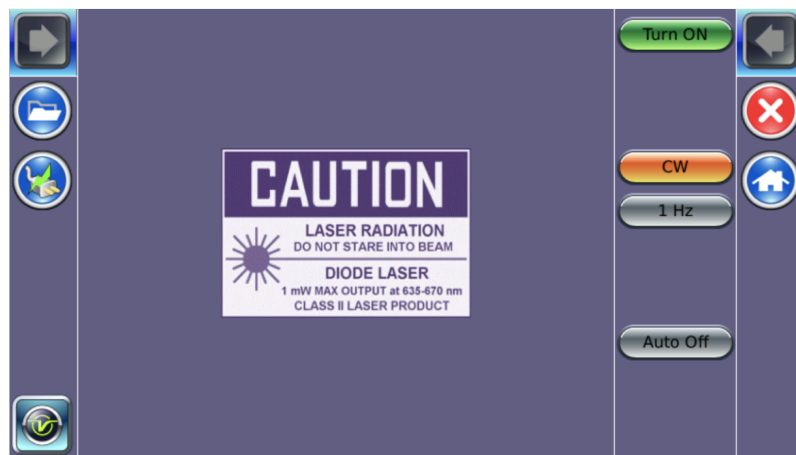 Turn ON
CAUTION
LASER RADIATION
DO NOT STARE INTO BEAM
DIODE LASER
1 mW MAX OUTPUT at 635-670 nm
CLASS II LASER PRODUCT
CW
1 Hz
Auto Off